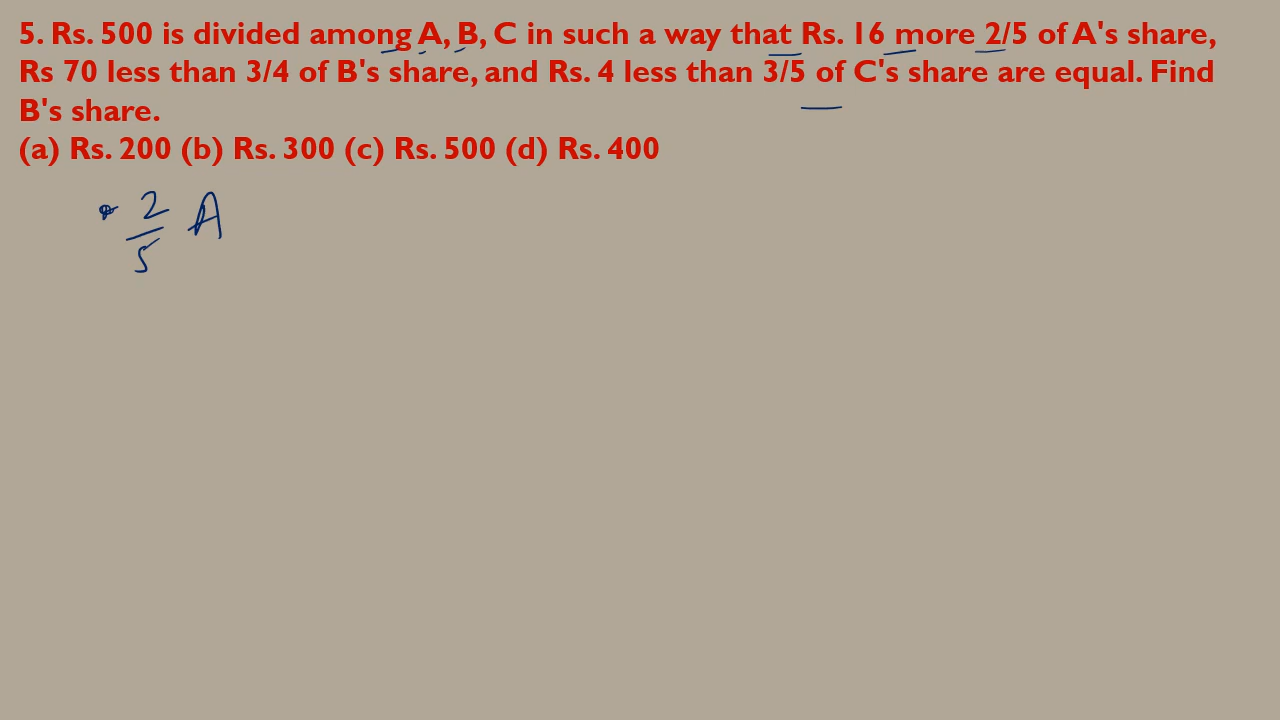 5. Rs. 500 is divided among A, B, C in such a way that Rs. 16 more 2/5 of A's share,
Rs 70 less than 3/4 of B's share, and Rs. 4 less than 3/5 of C's share are equal. Find
B's share.
(a) Rs. 200 (b) Rs. 300 (c) Rs. 500 (d) Rs. 400
2
5 A